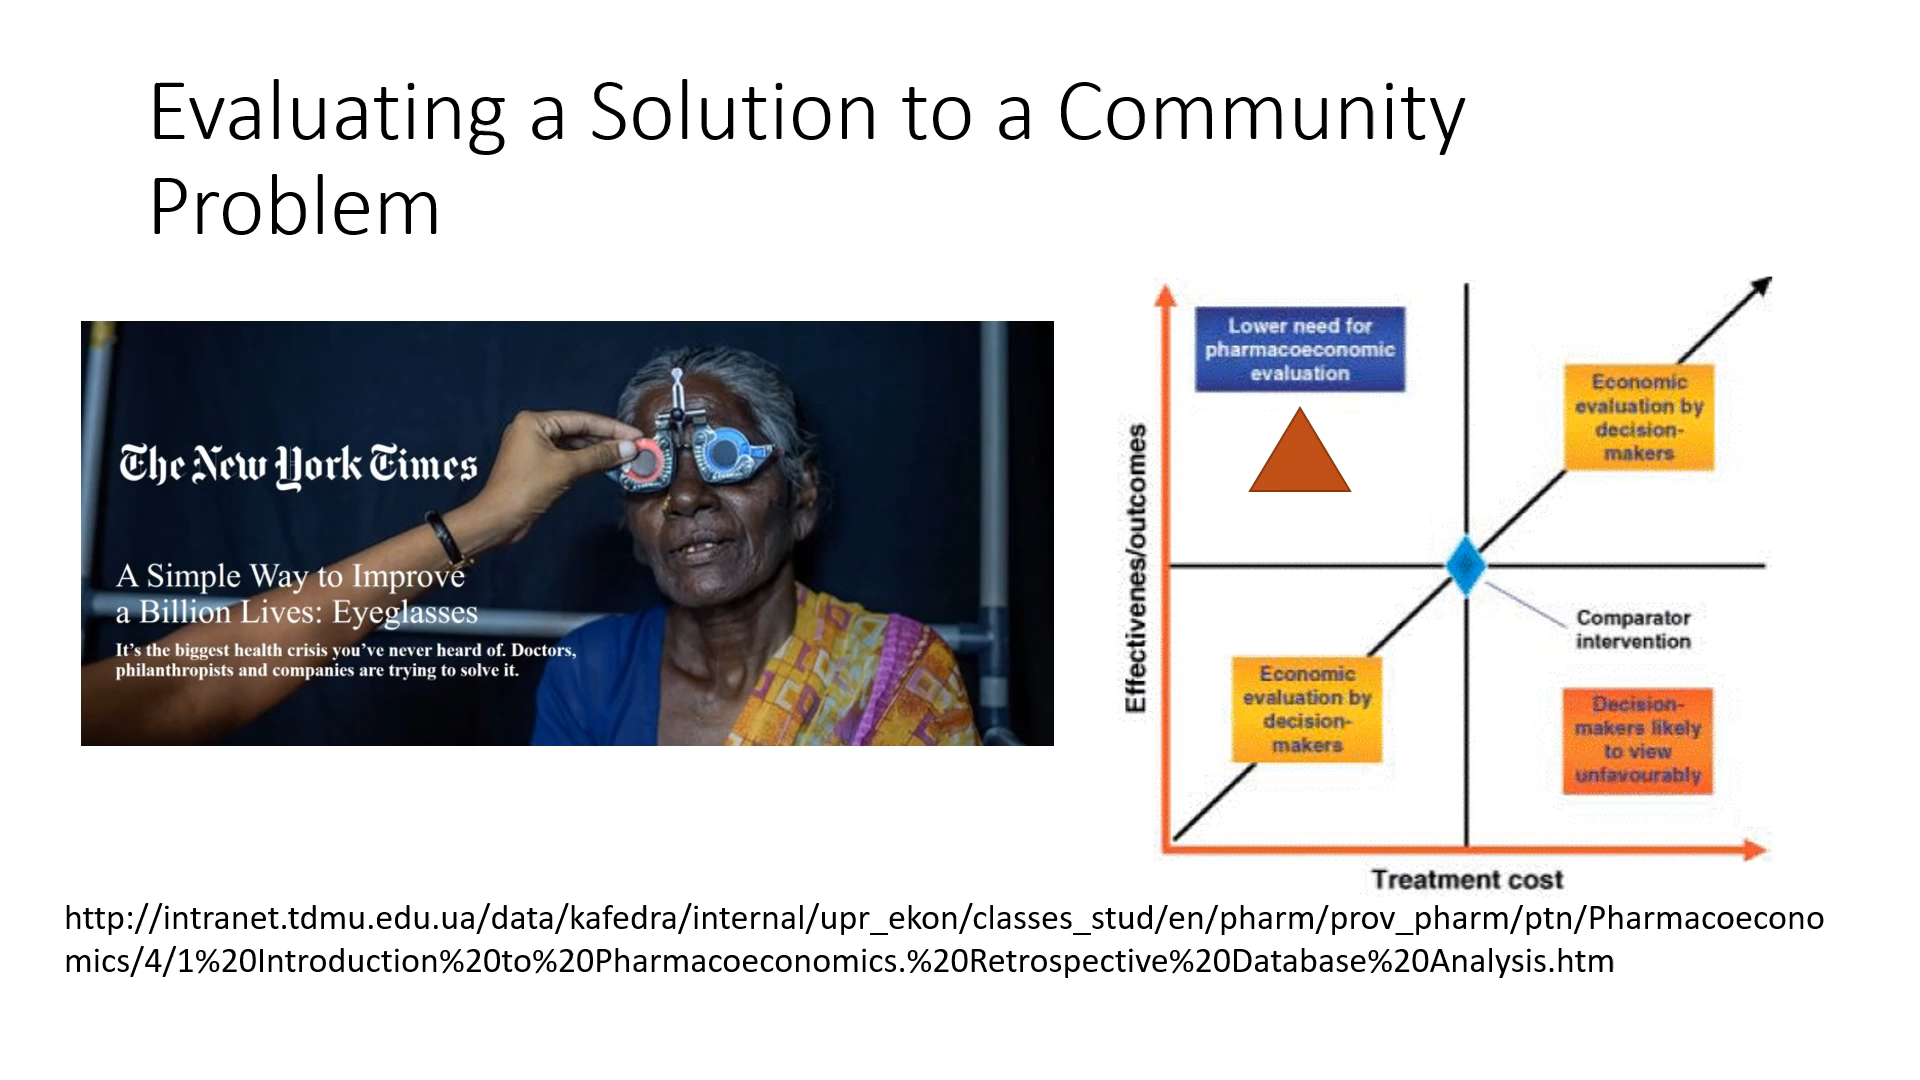 Evaluating a Solution to a Community
Problem
The New York Times
A Simple Way to Improve
a Billion Lives: Eyeglasses
It's the biggest health crisis you've never heard of. Doctors,
philanthropists and companies are trying to solve it.
Effectiveness/outcomes
Lower need for
pharmacoeconomic
evaluation
Economic
evaluation by
decision-
makers
Comparator
intervention
Economic
evaluation by
decision-
makers
Decision-
makers likely
to view
unfavourably
Treatment cost
http://intranet.tdmu.edu.ua/data/kafedra/internal/upr_ekon/classes_stud/en/pharm/prov_pharm/ptn/Pharmacoecono
mics/4/1%20Introduction%20to%20Pharmacoeconomics.%20Retrospective%20Database%20Analysis.htm